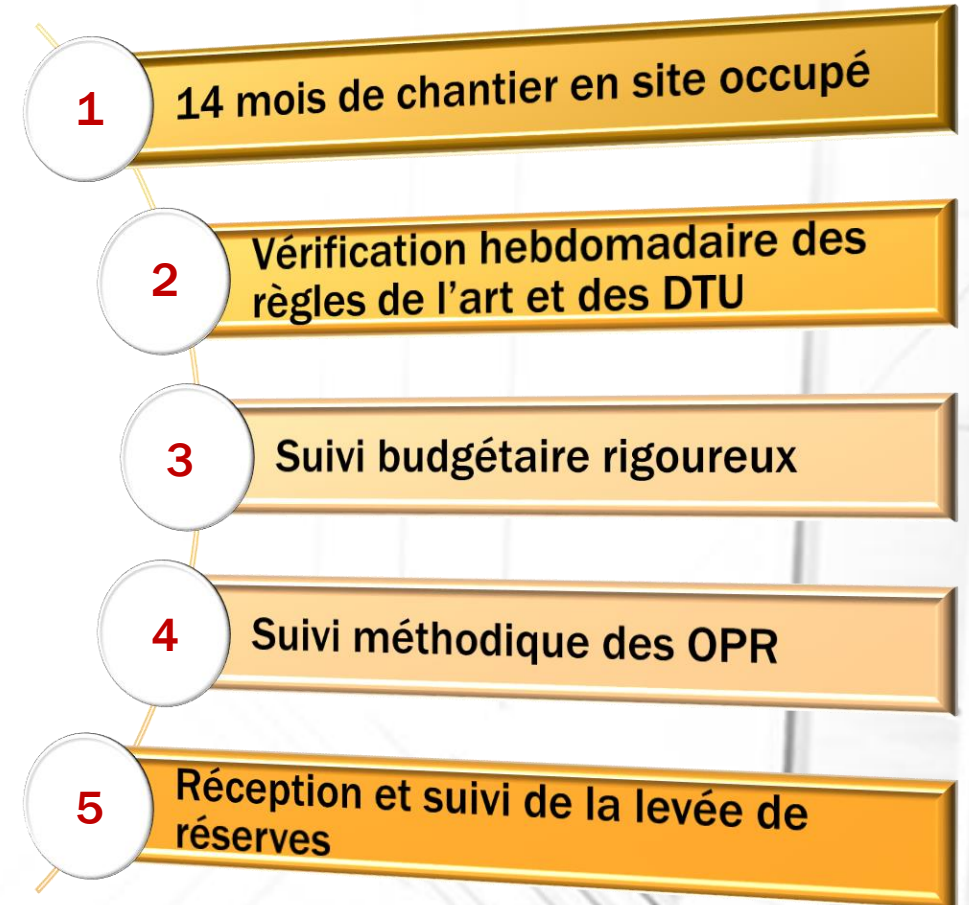 1
14 mois de chantier en site occupé
2
Vérification hebdomadaire des
règles de l’art et des DTU
3
Suivi budgétaire rigoureux
4
Suivi méthodique des OPR
5
Réception et suivi de la levée de
réserves